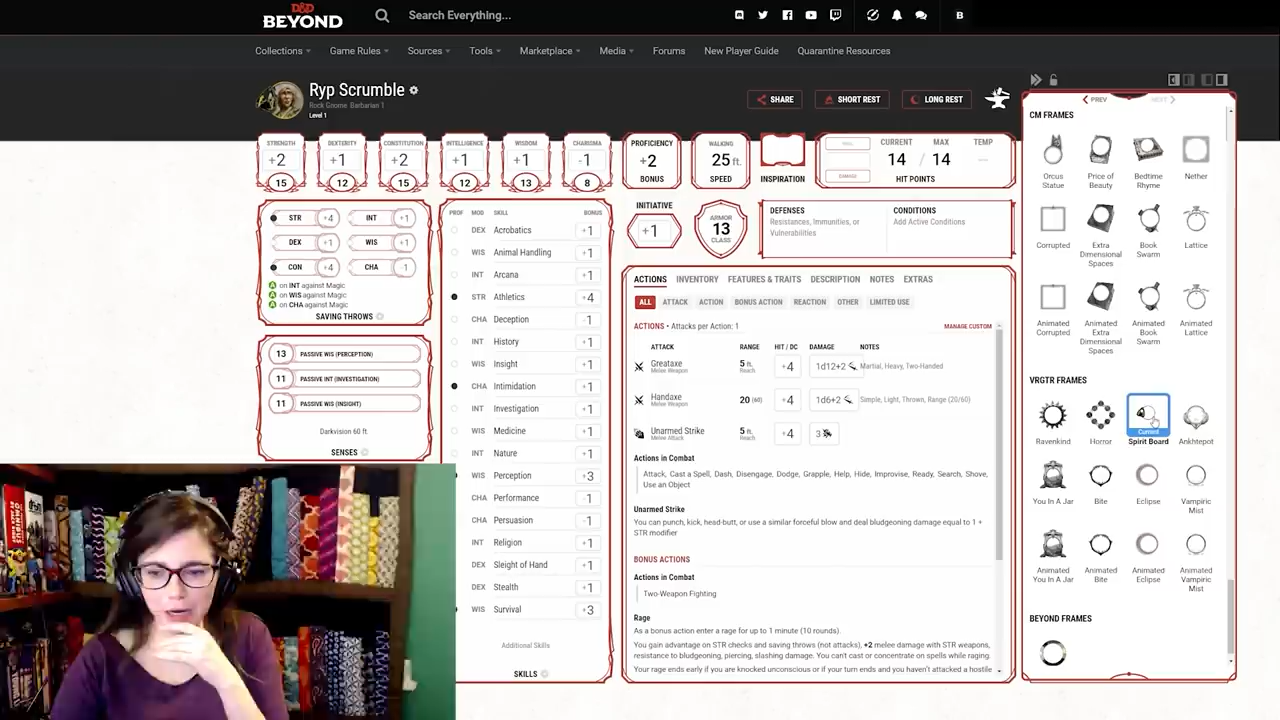 D&D
BEYOND
Search Everything...
B
Collections
Game Rules
Sources
Tools
Marketplace
Media
Forums
New Player Guide
Quarantine Resources
Ryp Scrumble
Rock Gnome Barbarian 1
Level 1
SHARE
SHORT REST
LONG REST
STRENGTH
+2
15
DEXTERITY
+1
12
CONSTITUTION
+2
15
INTELLIGENCE
+1
12
WISDOM
+1
13
CHARISMA
-1
8
PROFICIENCY
+2
BONUS
WALKING
25 ft.
SPEED
INSPIRATION
HEAL
DAMAGE
CURRENT
MAX
TEMP
14 / 14 --
HIT POINTS
STR +4
INT +1
DEX +1
WIS +1
CON +4
CHA -1
A on INT against Magic
A on WIS against Magic
A on CHA against Magic
SAVING THROWS
13 PASSIVE WIS (PERCEPTION)
11 PASSIVE INT (INVESTIGATION)
11 PASSIVE WIS (INSIGHT)
Darkvision 60 ft.
SENSES
PROF MOD SKILL BONUS
DEX Acrobatics +1
WIS Animal Handling +1
INT Arcana +1
STR Athletics +4
CHA Deception -1
INT History +1
WIS Insight +1
CHA Intimidation +1
INT Investigation +1
WIS Medicine +1
INT Nature +1
WIS Perception +3
CHA Performance -1
CHA Persuasion -1
INT Religion +1
DEX Sleight of Hand +1
DEX Stealth +1
WIS Survival +3
Additional Skills
SKILLS
INITIATIVE
+1
ARMOR
13
CLASS
DEFENSES
Resistances, Immunities, or
Vulnerabilities
CONDITIONS
Add Active Conditions
ACTIONS INVENTORY FEATURES & TRAITS DESCRIPTION NOTES EXTRAS
ALL ATTACK ACTION BONUS ACTION REACTION OTHER LIMITED USE
ACTIONS • Attacks per Action: 1
MANAGE CUSTOM
ATTACK RANGE HIT / DC DAMAGE NOTES
Greataxe
Melee Weapon
5 ft.
Reach
+4
1d12+2
Martial, Heavy, Two-Handed
Handaxe
Melee Weapon
20 (60)
+4
1d6+2
Simple, Light, Thrown, Range (20/60)
Unarmed Strike
Melee Attack
5 ft.
Reach
+4
3
Actions in Combat
Attack, Cast a Spell, Dash, Disengage, Dodge, Grapple, Help, Hide, Improvise, Ready, Search, Shove,
Use an Object
Unarmed Strike
You can punch, kick, head-butt, or use a similar forceful blow and deal bludgeoning damage equal to 1 +
STR modifier
BONUS ACTIONS
Actions in Combat
Two-Weapon Fighting
Rage
As a bonus action enter a rage for up to 1 minute (10 rounds).
You gain advantage on STR checks and saving throws (not attacks), +2 melee damage with STR weapons,
resistance to bludgeoning, piercing, slashing damage. You can't cast or concentrate on spells while raging.
Your rage ends early if you are knocked unconscious or if your turn ends and you haven't attacked a hostile
PREV
NEXT
CM FRAMES
Orcus
Statue
Price of
Beauty
Bedtime
Rhyme
Nether
Corrupted
Extra
Dimensional
Spaces
Book
Swarm
Lattice
Animated
Corrupted
Animated
Extra
Dimensional
Spaces
Animated
Book
Swarm
Animated
Lattice
VRGTR FRAMES
Ravenkind
Horror
Current
Spirit Board
Ankhtepot
You In A Jar
Bite
Eclipse
Vampiric
Mist
Animated
You In A Jar
Animated
Bite
Animated
Eclipse
Animated
Vampiric
Mist
BEYOND FRAMES